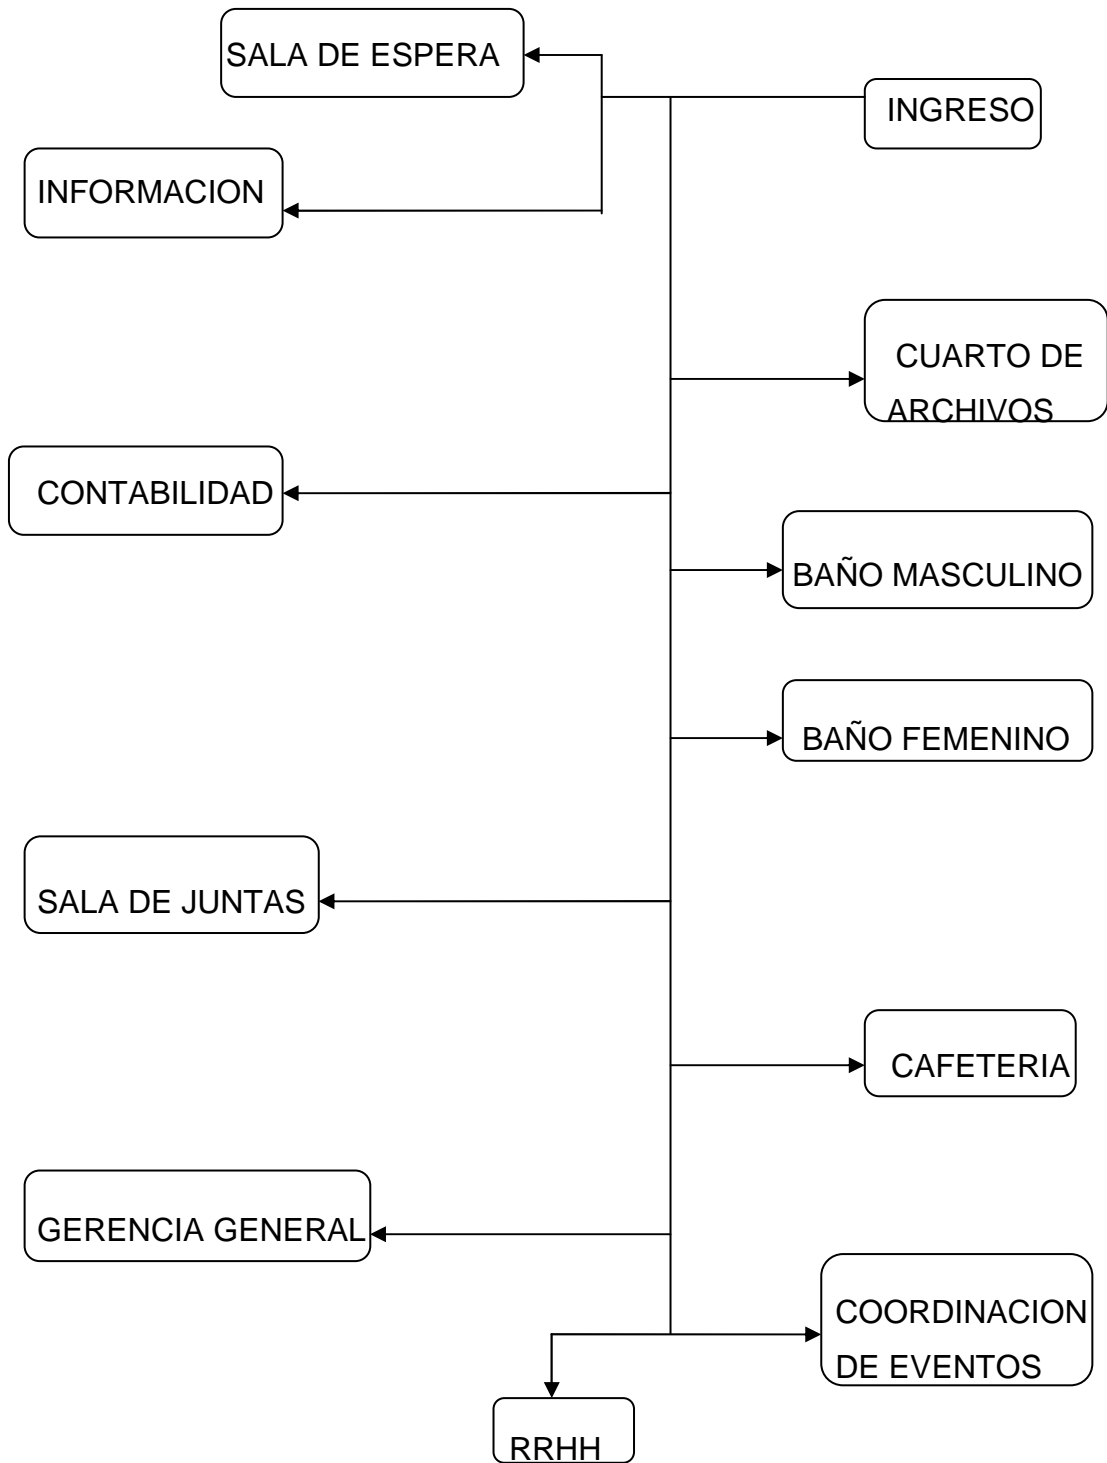 SALA DE ESPERA
INGRESO
INFORMACION
CUARTO DE
ARCHIVOS
CONTABILIDAD
BAÑO MASCULINO
BAÑO FEMENINO
SALA DE JUNTAS
CAFETERIA
GERENCIA GENERAL
COORDINACION
DE EVENTOS
RRHH